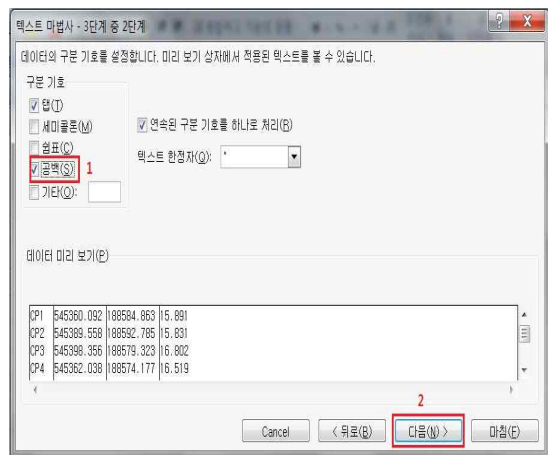 텍스트 마법사 - 3단계 중 2단계
데이터의 구분 기호를 설정합니다. 미리 보기 상자에서 적용된 텍스트를 볼 수 있습니다.
구분 기호
탭(T)
세미콜론(M)
쉼표(C)
공백(S) 1
기타(O):
연속된 구분 기호를 하나로 처리(R)
텍스트 한정자(Q): "
데이터 미리 보기(P)
CP1 545360.092 188584.863 15.891
CP2 545389.558 188592.785 15.831
CP3 545398.356 188579.323 16.802
CP4 545362.038 188574.177 16.519
2
Cancel < 뒤로(B) 다음(N) > 마침(F)